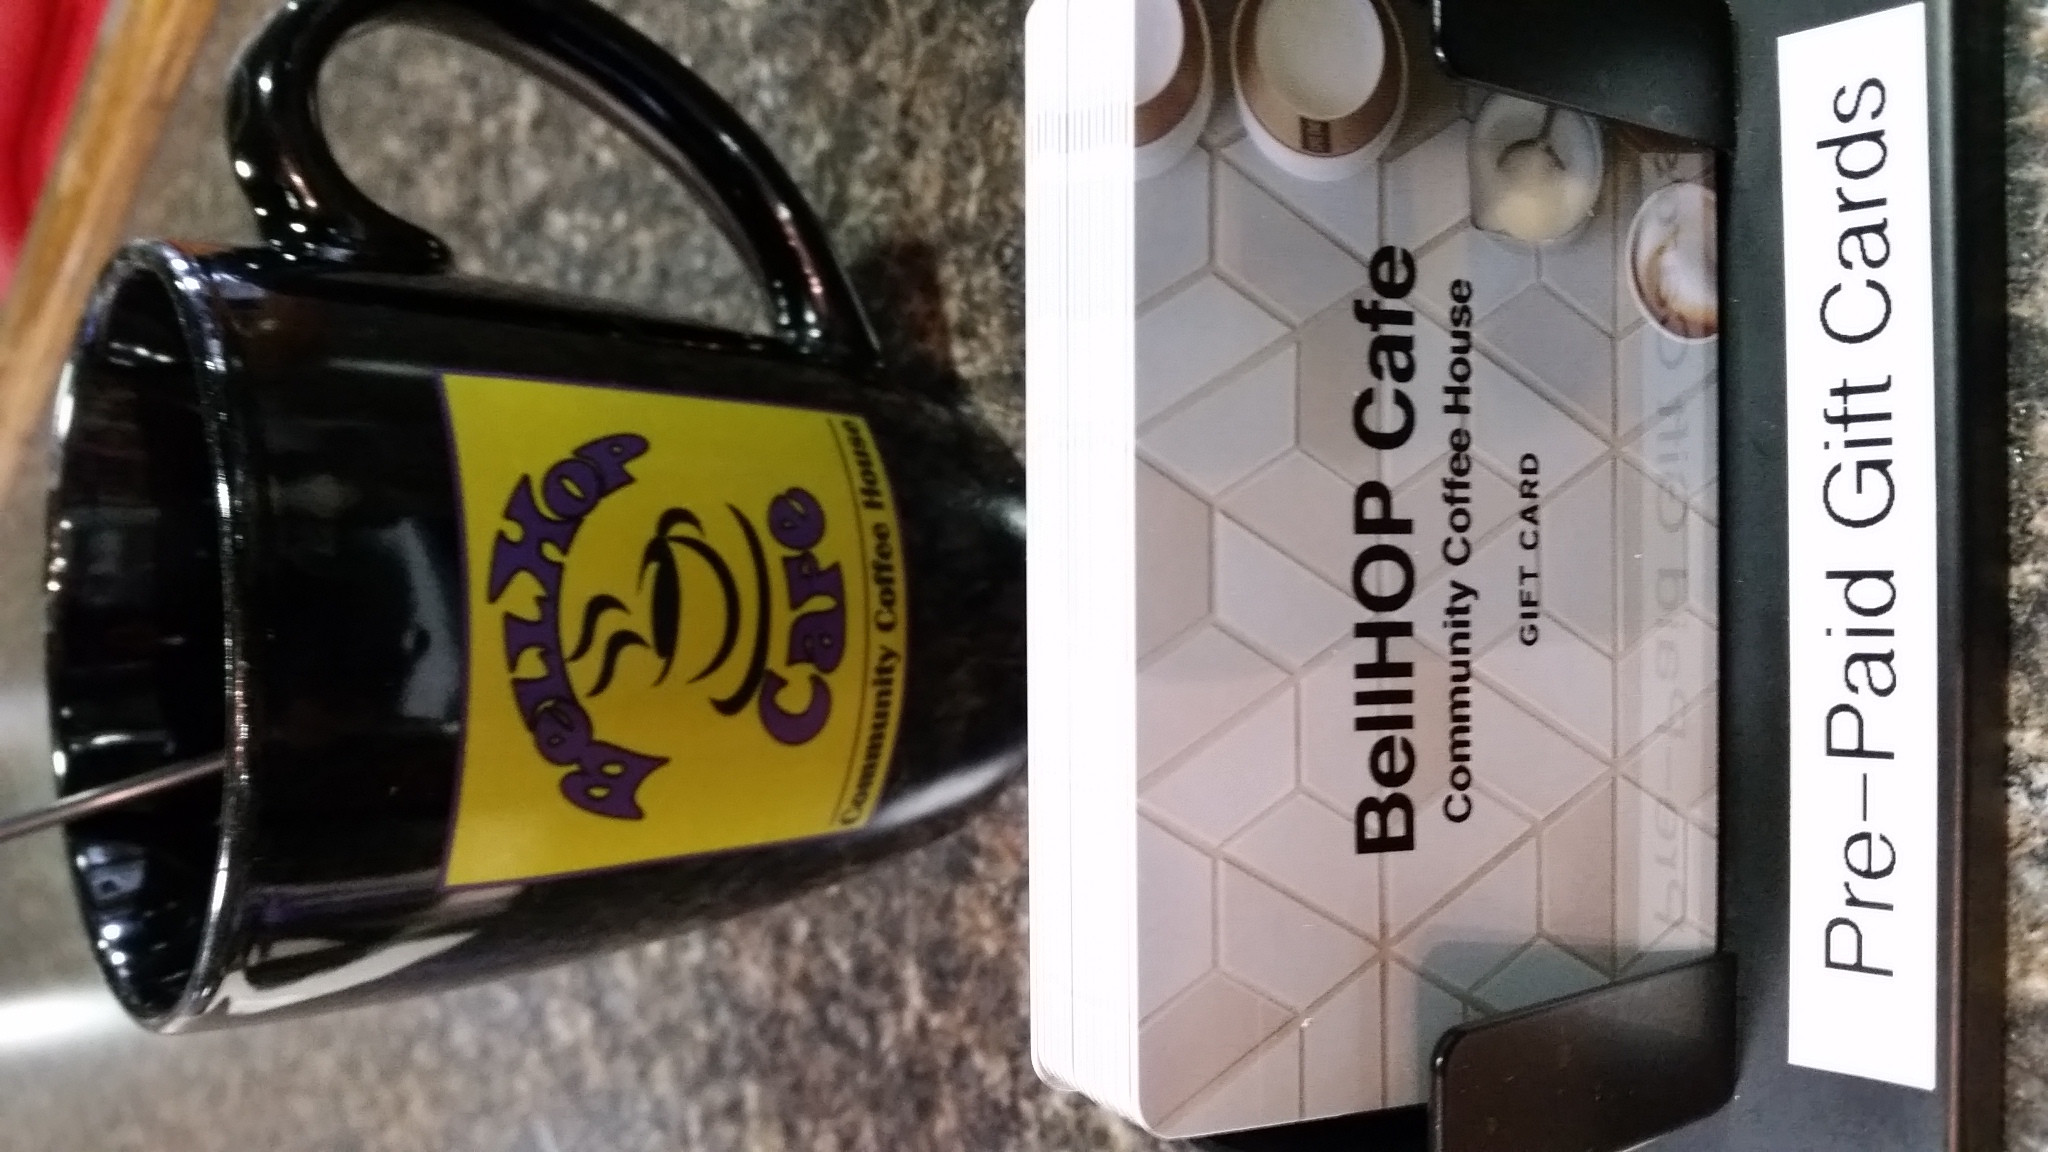 BellHop
Cafe
Community Coffee House
BellHOP Cafe
Community Coffee House
GIFT CARD
Pre-Paid Gift Cards